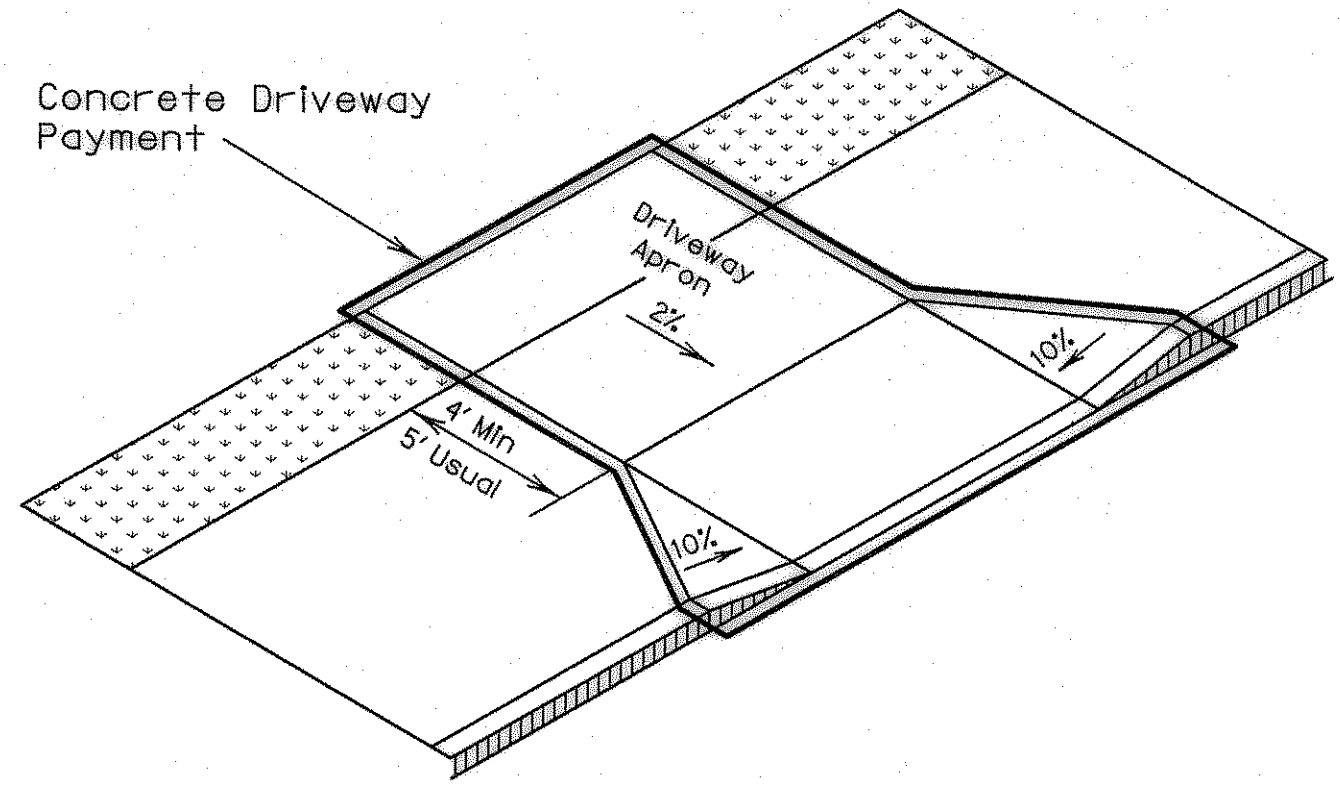 Concrete Driveway
Payment
Driveway
Apron
2%
10%
4' Min
5' Usual
10%